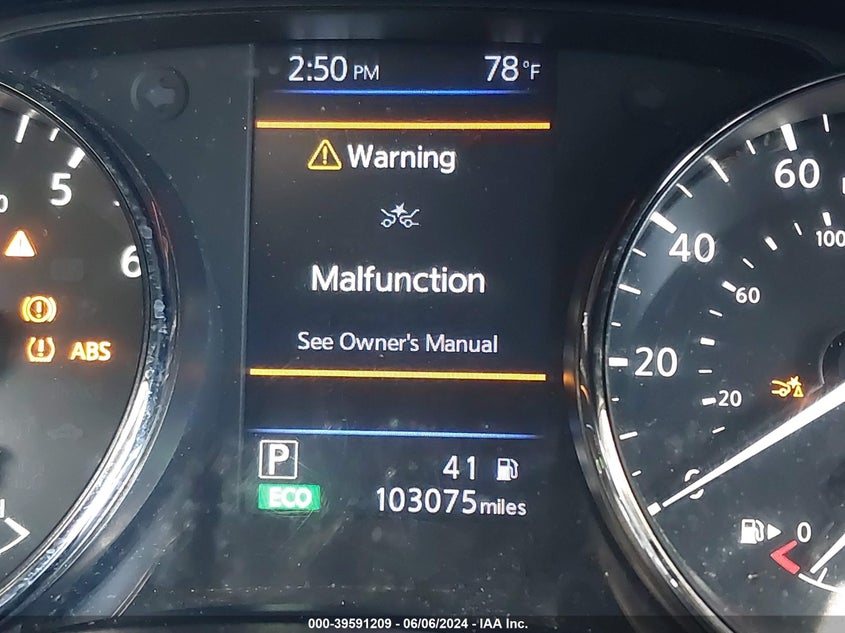 2:50 PM 78°F
Warning
Malfunction
See Owner's Manual
P 41
ECO 103075 miles
5
6
ABS
60
40
20
0
100
60
20
0
000-39591209 - 06/06/2024 - IAA Inc.